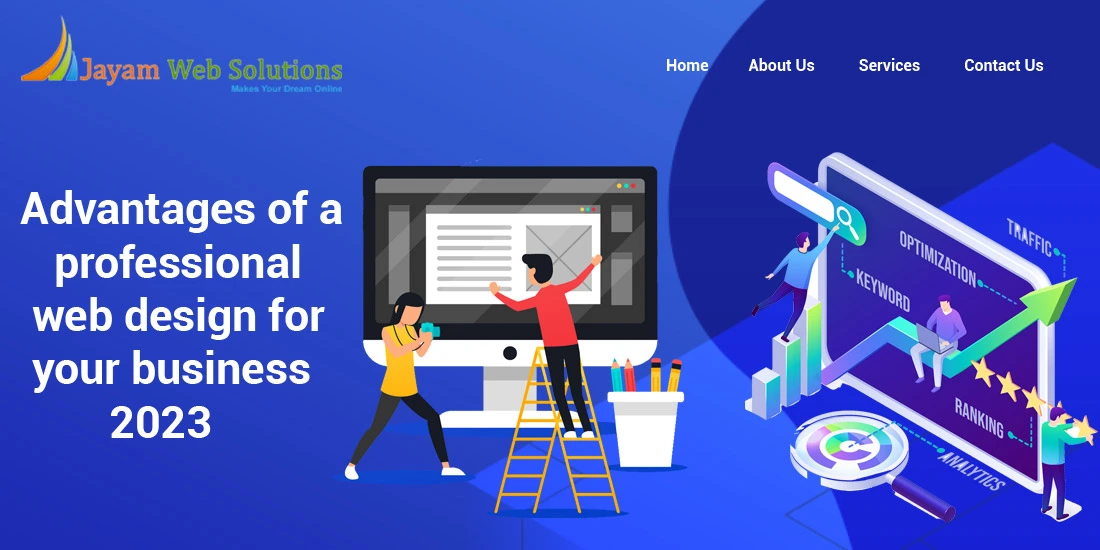 Jayam Web Solutions
Makes Your Dream Online
Home About Us Services Contact Us
Advantages of a
professional
web design for
your business
2023
TRAFFIC
OPTIMIZATION
KEYWORD
RANKING
ANALYTICS